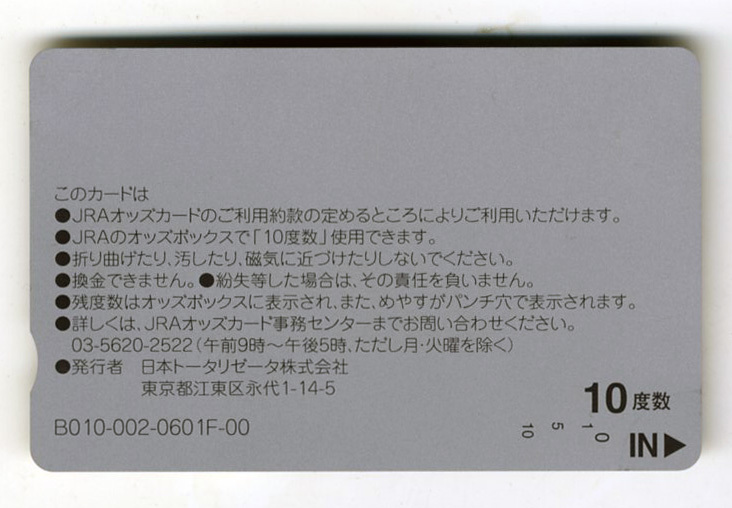 このカードは
●JRAオッズカードのご利用約款の定めるところによりご利用いただけます。
●JRAのオッズボックスで「10度数」使用できます。
●折り曲げたり、汚したり、磁気に近づけたりしないでください。
●換金できません。●紛失等した場合は、その責任を負いません。
●残度数はオッズボックスに表示され、また、めやすがパンチ穴で表示されます。
●詳しくは、JRAオッズカード事務センターまでお問い合わせください。
03-5620-2522(午前9時〜午後5時、ただし月・火曜を除く)
●発行者 日本トータリゼータ株式会社
東京都江東区永代1-14-5
10度数
B010-002-0601F-00
10 5 1 0
IN▶